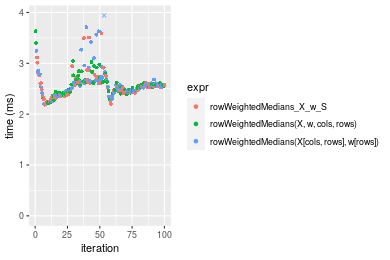 4
3
2
1
0
time (ms)
0
25
50
75
100
iteration
expr
rowWeightedMedians_X_w_S
rowWeightedMedians(X, w, cols, rows)
rowWeightedMedians(X[cols, rows], w[rows])